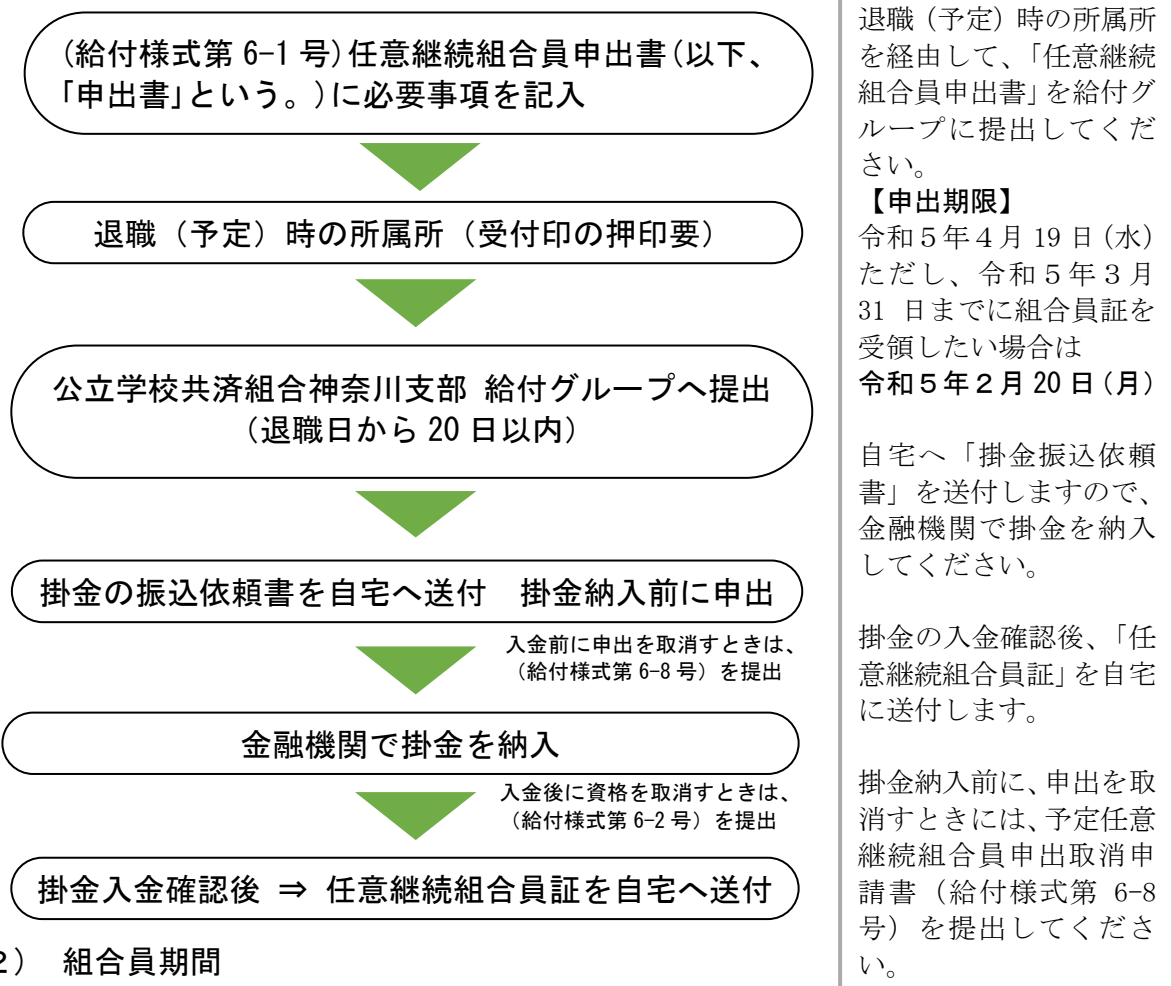 (給付様式第 6-1 号)任意継続組合員申出書(以下、
「申出書」という。)に必要事項を記入
退職（予定）時の所属所（受付印の押印要）
公立学校共済組合神奈川支部 給付グループへ提出
（退職日から 20 日以内）
掛金の振込依頼書を自宅へ送付　掛金納入前に申出
入金前に申出を取消すときは、
（給付様式第 6-8 号）を提出
金融機関で掛金を納入
入金後に資格を取消すときは、
（給付様式第 6-2 号）を提出
掛金入金確認後 ⇒ 任意継続組合員証を自宅へ送付
２） 組合員期間
退職（予定）時の所属所
を経由して、「任意継続
組合員申出書」を給付グ
ループに提出してくだ
さい。
【申出期限】
令和５年４月 19 日（水）
ただし、令和５年３月
31 日までに組合員証を
受領したい場合は
令和５年２月 20 日（月）
自宅へ「掛金振込依頼
書」を送付しますので、
金融機関で掛金を納入
してください。
掛金の入金確認後、「任
意継続組合員証」を自宅
に送付します。
掛金納入前に、申出を取
消すときには、予定任意
継続組合員申出取消申
請書（給付様式第 6-8
号）を提出してくださ
い。